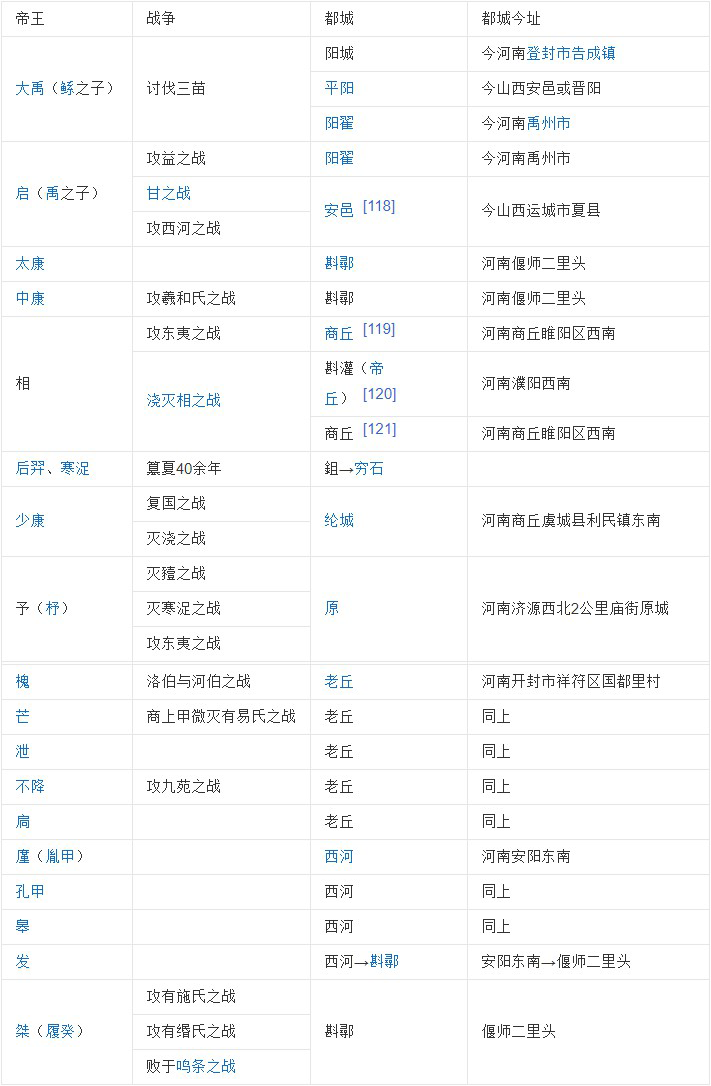 帝王 战争 都城 都城今址
阳城 今河南登封市告成镇
大禹（鲧之子） 讨伐三苗 平阳 今山西安邑或晋阳
阳翟 今河南禹州市
攻益之战 阳翟 今河南禹州市
启（禹之子） 甘之战 安邑 [118] 今山西运城市夏县
攻西河之战
太康 斟鄩 河南偃师二里头
中康 攻羲和氏之战 斟鄩 河南偃师二里头
攻东夷之战 商丘 [119] 河南商丘睢阳区西南
相 浇灭相之战 斟灌（帝
丘） [120] 河南濮阳西南
商丘 [121] 河南商丘睢阳区西南
后羿、寒浞 篡夏40余年 鉏→穷石
复国之战
少康 纶城 河南商丘虞城县利民镇东南
灭浇之战
灭豷之战
予（杼） 灭寒浞之战 原 河南济源西北2公里庙街原城
攻东夷之战
槐 洛伯与河伯之战 老丘 河南开封市祥符区国都里村
芒 商上甲微灭有易氏之战 老丘 同上
泄 老丘 同上
不降 攻九苑之战 老丘 同上
扃 老丘 同上
廑（胤甲） 西河 河南安阳东南
孔甲 西河 同上
皋 西河 同上
发 西河→斟鄩 安阳东南→偃师二里头
攻有施氏之战
桀（履癸） 攻有缗氏之战 斟鄩 偃师二里头
败于鸣条之战